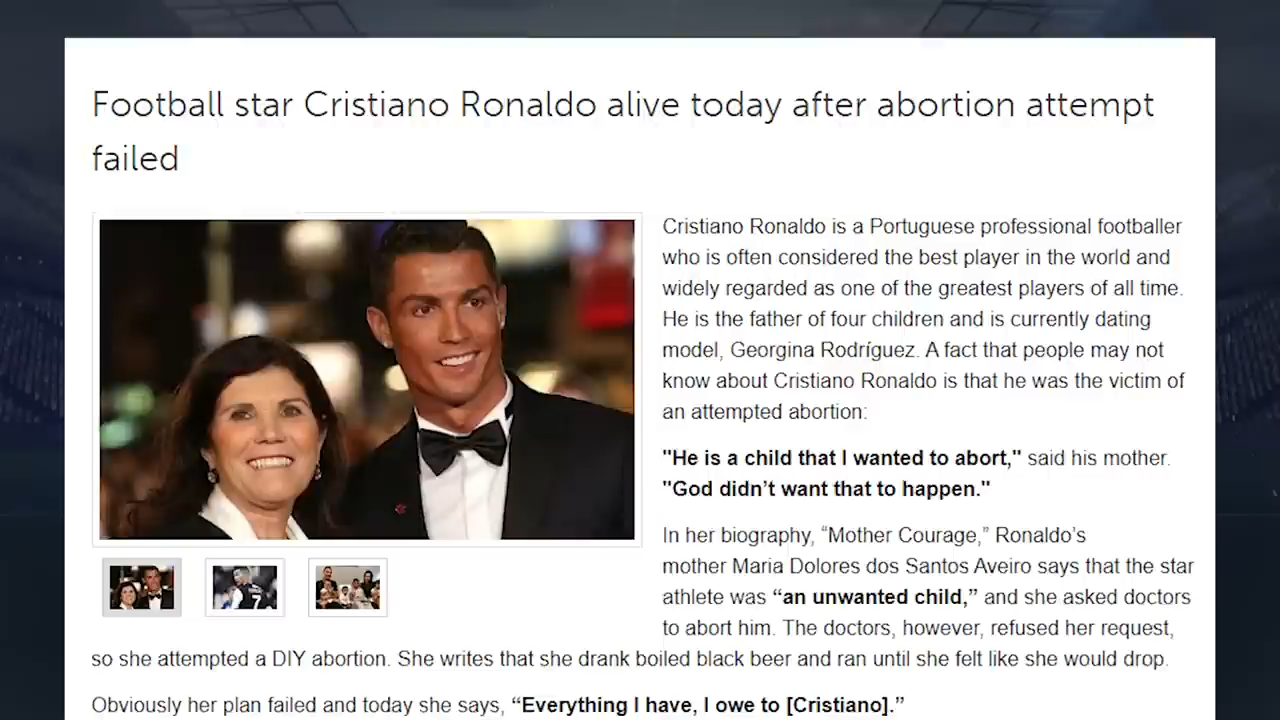 Football star Cristiano Ronaldo alive today after abortion attempt
failed
Cristiano Ronaldo is a Portuguese professional footballer
who is often considered the best player in the world and
widely regarded as one of the greatest players of all time.
He is the father of four children and is currently dating
model, Georgina Rodríguez. A fact that people may not
know about Cristiano Ronaldo is that he was the victim of
an attempted abortion:
"He is a child that I wanted to abort," said his mother.
"God didn’t want that to happen."
In her biography, “Mother Courage,” Ronaldo’s
mother Maria Dolores dos Santos Aveiro says that the star
athlete was “an unwanted child,” and she asked doctors
to abort him. The doctors, however, refused her request,
so she attempted a DIY abortion. She writes that she drank boiled black beer and ran until she felt like she would drop.
Obviously her plan failed and today she says, “Everything I have, I owe to [Cristiano].”
7